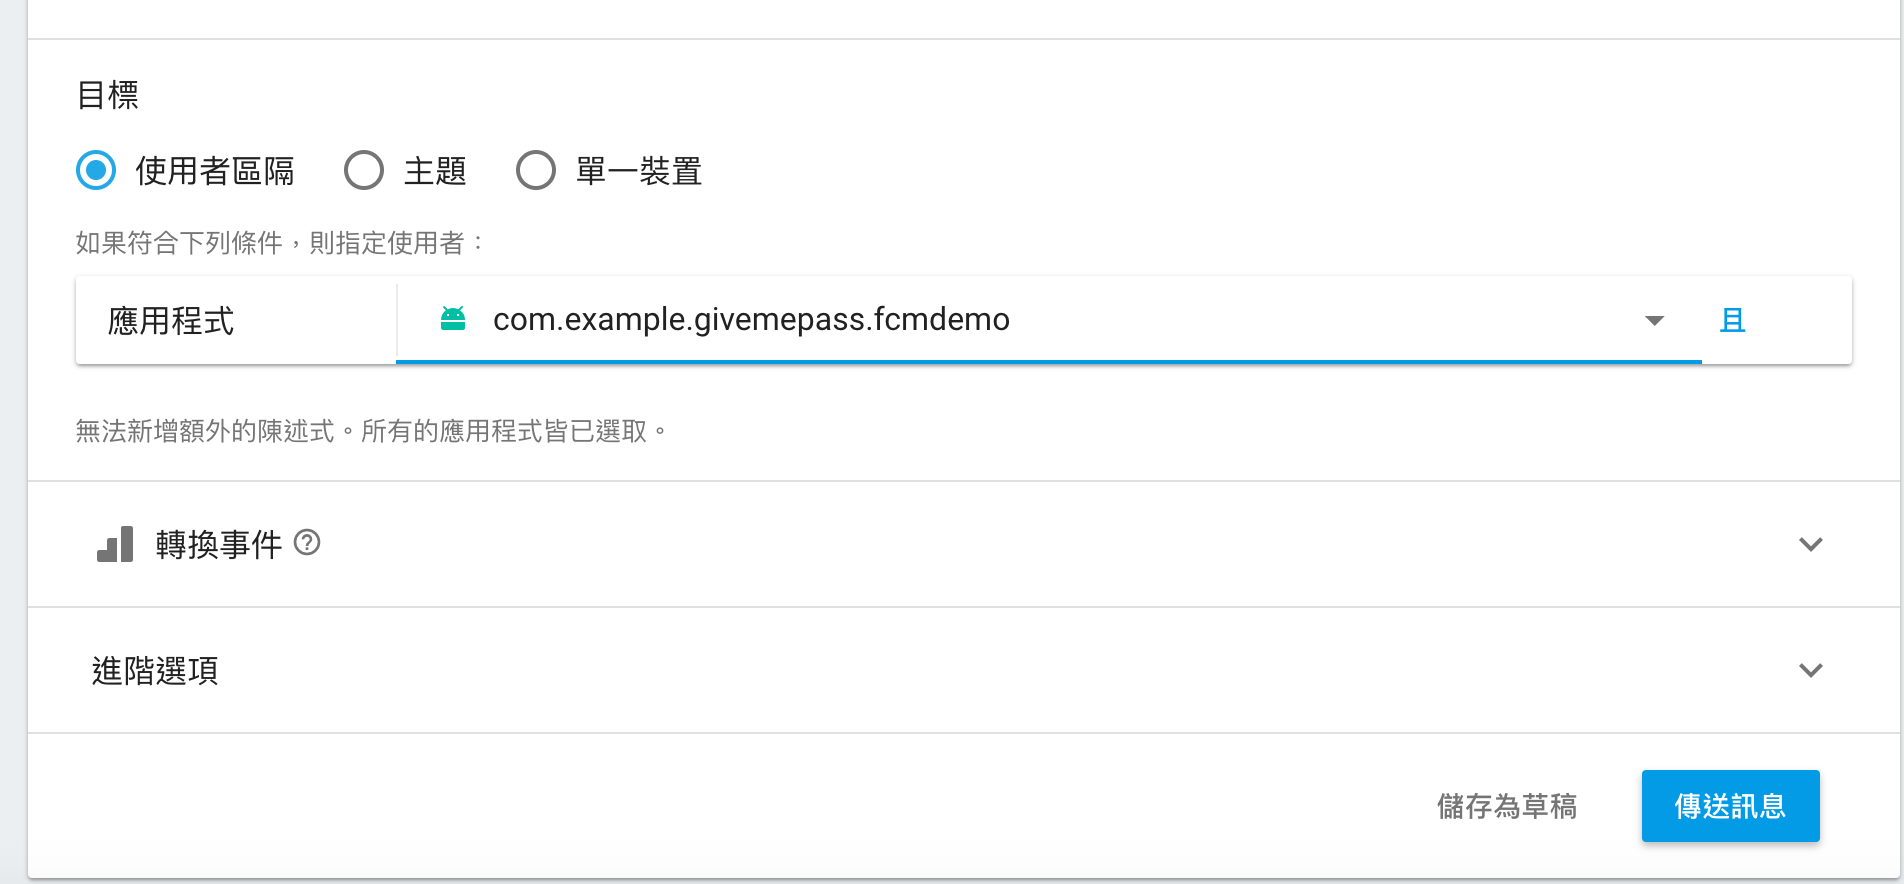 目標
使用者區隔 主題 單一裝置
如果符合下列條件，則指定使用者：
應用程式 com.example.givemepass.fcmdemo 且
無法新增額外的陳述式。所有的應用程式皆已選取。
轉換事件 ?
進階選項
儲存為草稿 傳送訊息